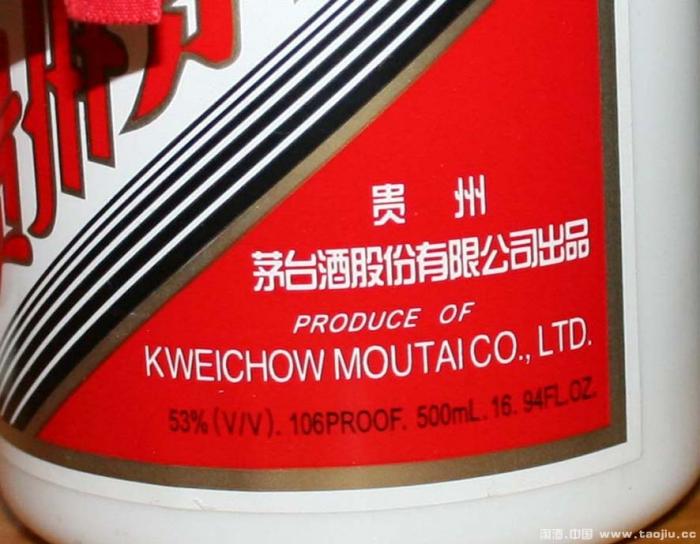 贵 州
茅台酒股份有限公司出品
PRODUCE OF
KWEICHOW MOUTAI CO., LTD.
53% (V/V). 106PROOF. 500mL. 16. 94FL.OZ.
淘酒.中国 www.taojiu.cc